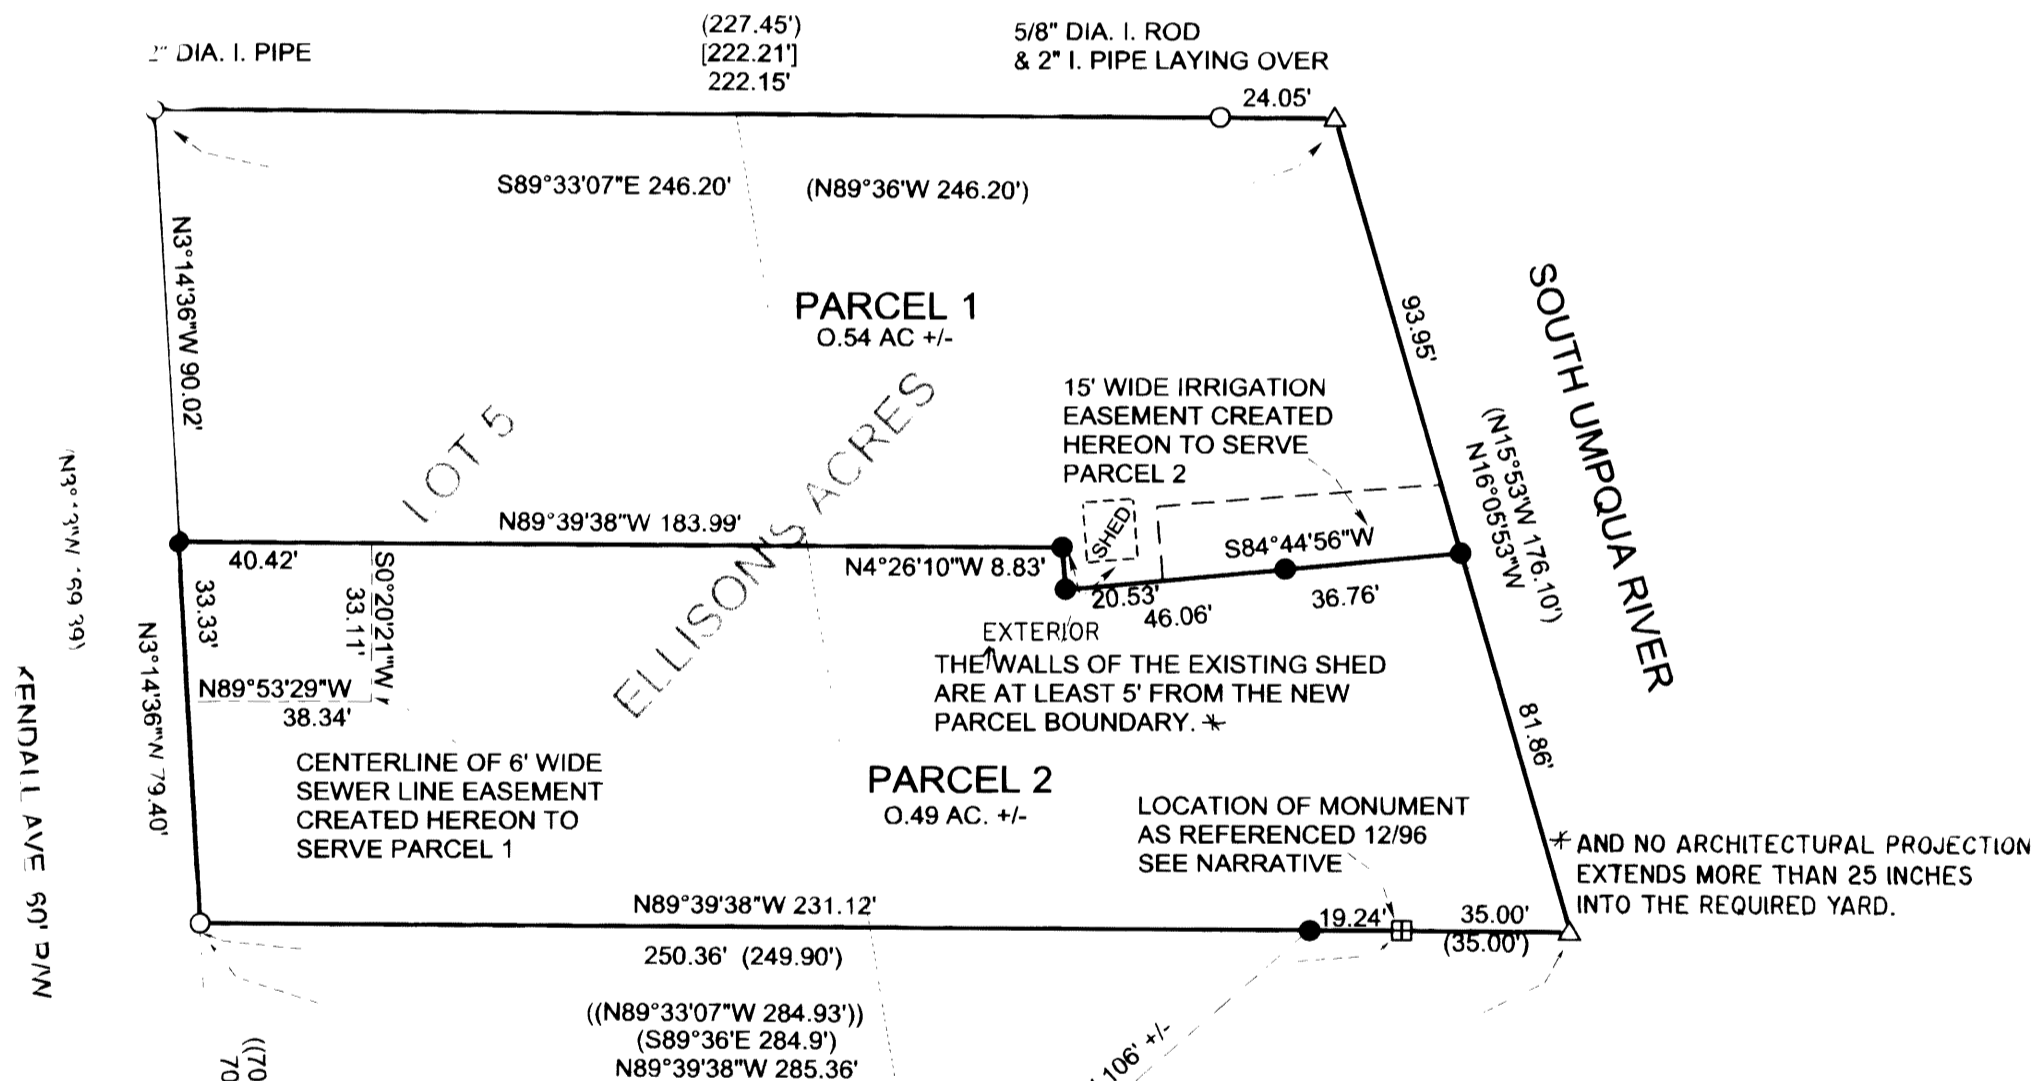 2" DIA. I. PIPE
(227.45')
[222.21']
222.15'
5/8" DIA. I. ROD
& 2" I. PIPE LAYING OVER
24.05'
S89°33'07"E 246.20'
(N89°36'W 246.20')
N3°14'36"W 90.02'
PARCEL 1
0.54 AC +/-
93.95'
SOUTH UMPQUA RIVER
(N15°53'W 176.10')
N16°05'53"W
15' WIDE IRRIGATION
EASEMENT CREATED
HEREON TO SERVE
PARCEL 2
LOT 5
ELLISON'S ACRES
N89°39'38"W 183.99'
SHED
S84°44'56"W
40.42'
N4°26'10"W 8.83'
20.53'
46.06'
36.76'
33.33'
S0°20'21"W
33.11'
N89°53'29"W
38.34'
N3°14'36"W 79.40'
KENDALL AVE 60' R/W
EXTERIOR
THE WALLS OF THE EXISTING SHED
ARE AT LEAST 5' FROM THE NEW
PARCEL BOUNDARY. *
81.86'
CENTERLINE OF 6' WIDE
SEWER LINE EASEMENT
CREATED HEREON TO
SERVE PARCEL 1
PARCEL 2
0.49 AC. +/-
LOCATION OF MONUMENT
AS REFERENCED 12/96
SEE NARRATIVE
* AND NO ARCHITECTURAL PROJECTION
EXTENDS MORE THAN 25 INCHES
INTO THE REQUIRED YARD.
N89°39'38"W 231.12'
19.24'
35.00'
(35.00')
250.36' (249.90')
((N89°33'07"W 284.93'))
(S89°36'E 284.9')
N89°39'38"W 285.36'
((70
70
106' +/-